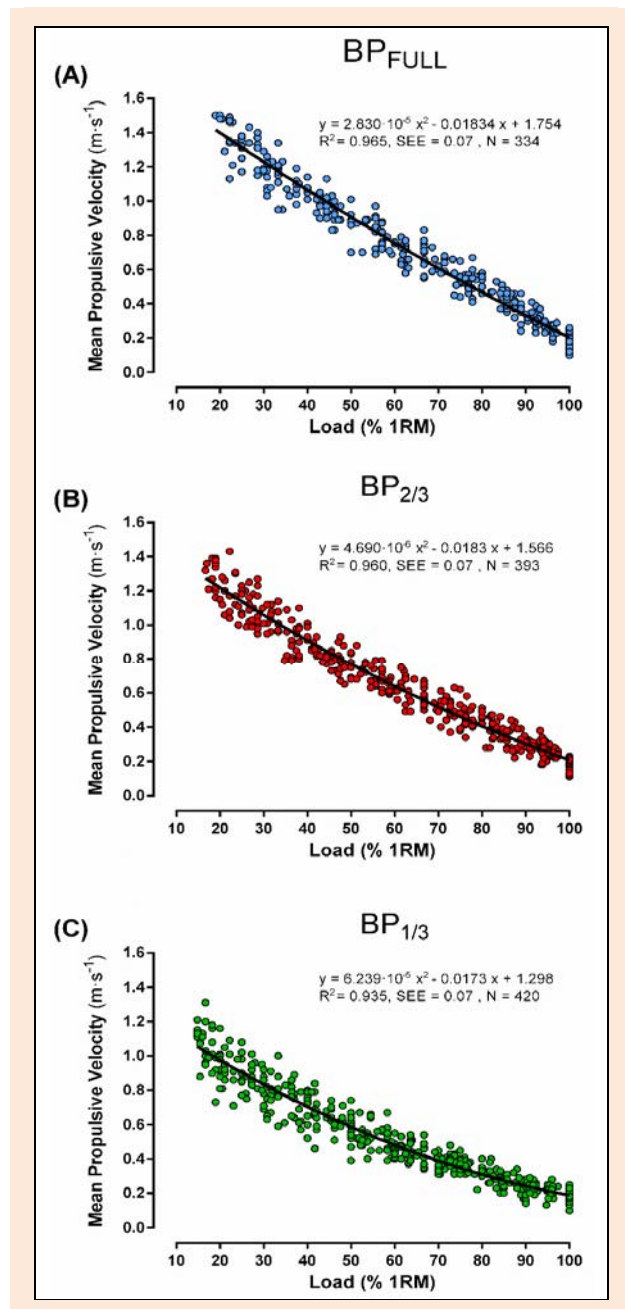 BP_FULL
(A)
y = 2.830·10⁻⁵ x² - 0.01834 x + 1.754
R² = 0.965, SEE = 0.07 , N = 334
Mean Propulsive Velocity (m·s⁻¹)
1.6
1.4
1.2
1.0
0.8
0.6
0.4
0.2
0.0
10 20 30 40 50 60 70 80 90 100
Load (% 1RM)
(B)
BP_2/3
y = 4.690·10⁻⁶ x² - 0.0183 x + 1.566
R² = 0.960, SEE = 0.07 , N = 393
Mean Propulsive Velocity (m·s⁻¹)
1.6
1.4
1.2
1.0
0.8
0.6
0.4
0.2
0.0
10 20 30 40 50 60 70 80 90 100
Load (% 1RM)
(C)
BP_1/3
y = 6.239·10⁻⁵ x² - 0.0173 x + 1.298
R² = 0.935, SEE = 0.07 , N = 420
Mean Propulsive Velocity (m·s⁻¹)
1.6
1.4
1.2
1.0
0.8
0.6
0.4
0.2
0.0
10 20 30 40 50 60 70 80 90 100
Load (% 1RM)